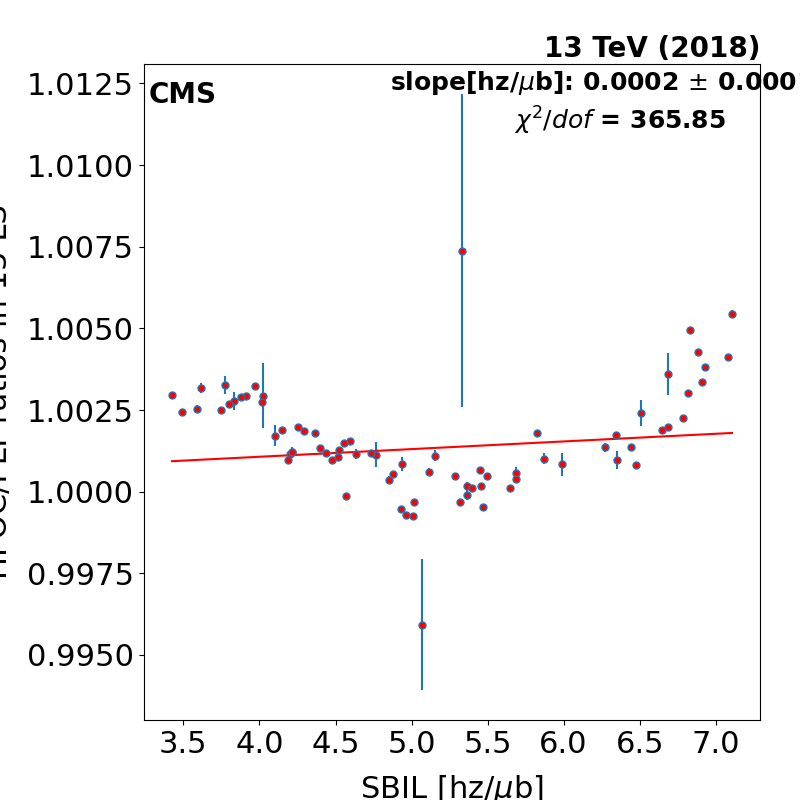 13 TeV (2018)
CMS
slope[hz/μb]: 0.0002 ± 0.000
χ²/dof = 365.85
1.0125
1.0100
1.0075
1.0050
1.0025
1.0000
0.9975
0.9950
3.5 4.0 4.5 5.0 5.5 6.0 6.5 7.0
SBIL [hz/μb]